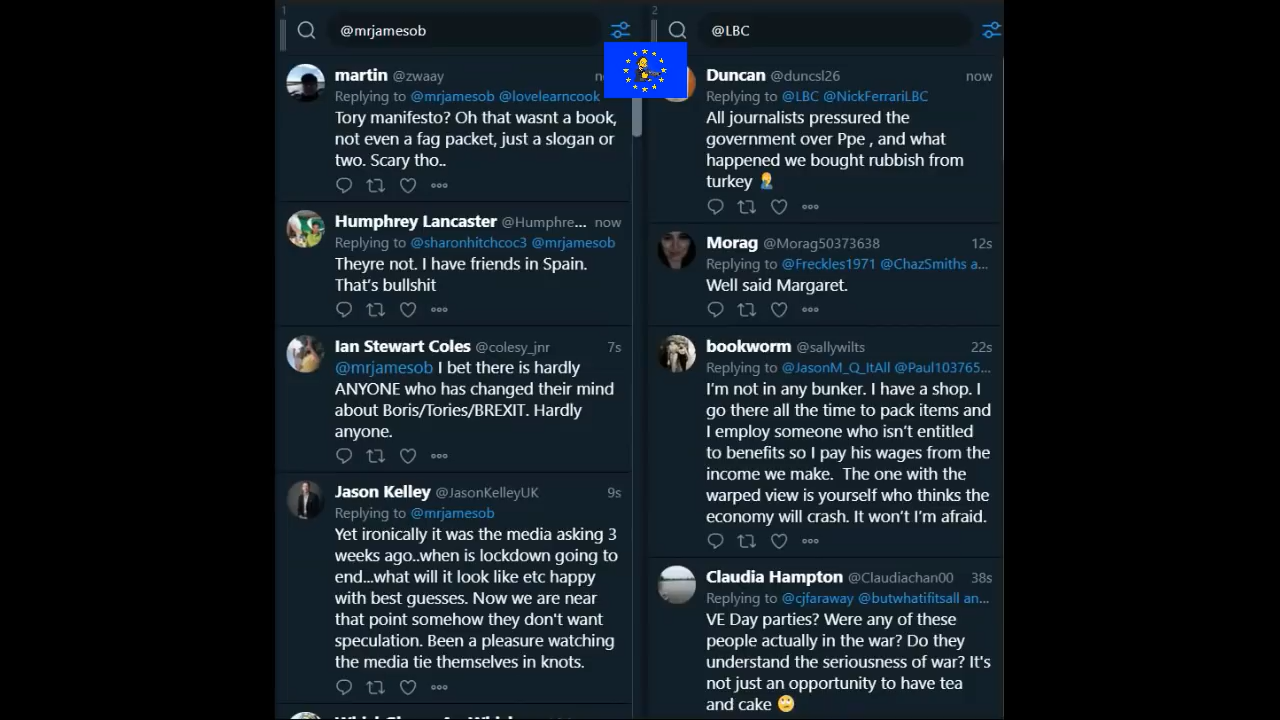 1
@mrjamesob
martin @zwaay
Replying to @mrjamesob @lovelearncook
Tory manifesto? Oh that wasnt a book,
not even a fag packet, just a slogan or
two. Scary tho..
Humphrey Lancaster @Humphre... now
Replying to @sharonhitchcoc3 @mrjamesob
Theyre not. I have friends in Spain.
That's bullshit
Ian Stewart Coles @colesy_jnr 7s
@mrjamesob I bet there is hardly
ANYONE who has changed their mind
about Boris/Tories/BREXIT. Hardly
anyone.
Jason Kelley @JasonKelleyUK 9s
Replying to @mrjamesob
Yet ironically it was the media asking 3
weeks ago..when is lockdown going to
end...what will it look like etc happy
with best guesses. Now we are near
that point somehow they don't want
speculation. Been a pleasure watching
the media tie themselves in knots.
2
@LBC
Duncan @duncsl26 now
Replying to @LBC @NickFerrariLBC
All journalists pressured the
government over Ppe , and what
happened we bought rubbish from
turkey 🤦‍♂️
Morag @Morag50373638 12s
Replying to @Freckles1971 @ChazSmiths a...
Well said Margaret.
bookworm @sallywilts 22s
Replying to @JasonM_Q_ItAll @Paul103765...
I'm not in any bunker. I have a shop. I
go there all the time to pack items and
I employ someone who isn't entitled
to benefits so I pay his wages from the
income we make. The one with the
warped view is yourself who thinks the
economy will crash. It won't I'm afraid.
Claudia Hampton @Claudiachan00 38s
Replying to @cjfaraway @butwhatifitsall an...
VE Day parties? Were any of these
people actually in the war? Do they
understand the seriousness of war? It's
not just an opportunity to have tea
and cake 🙄